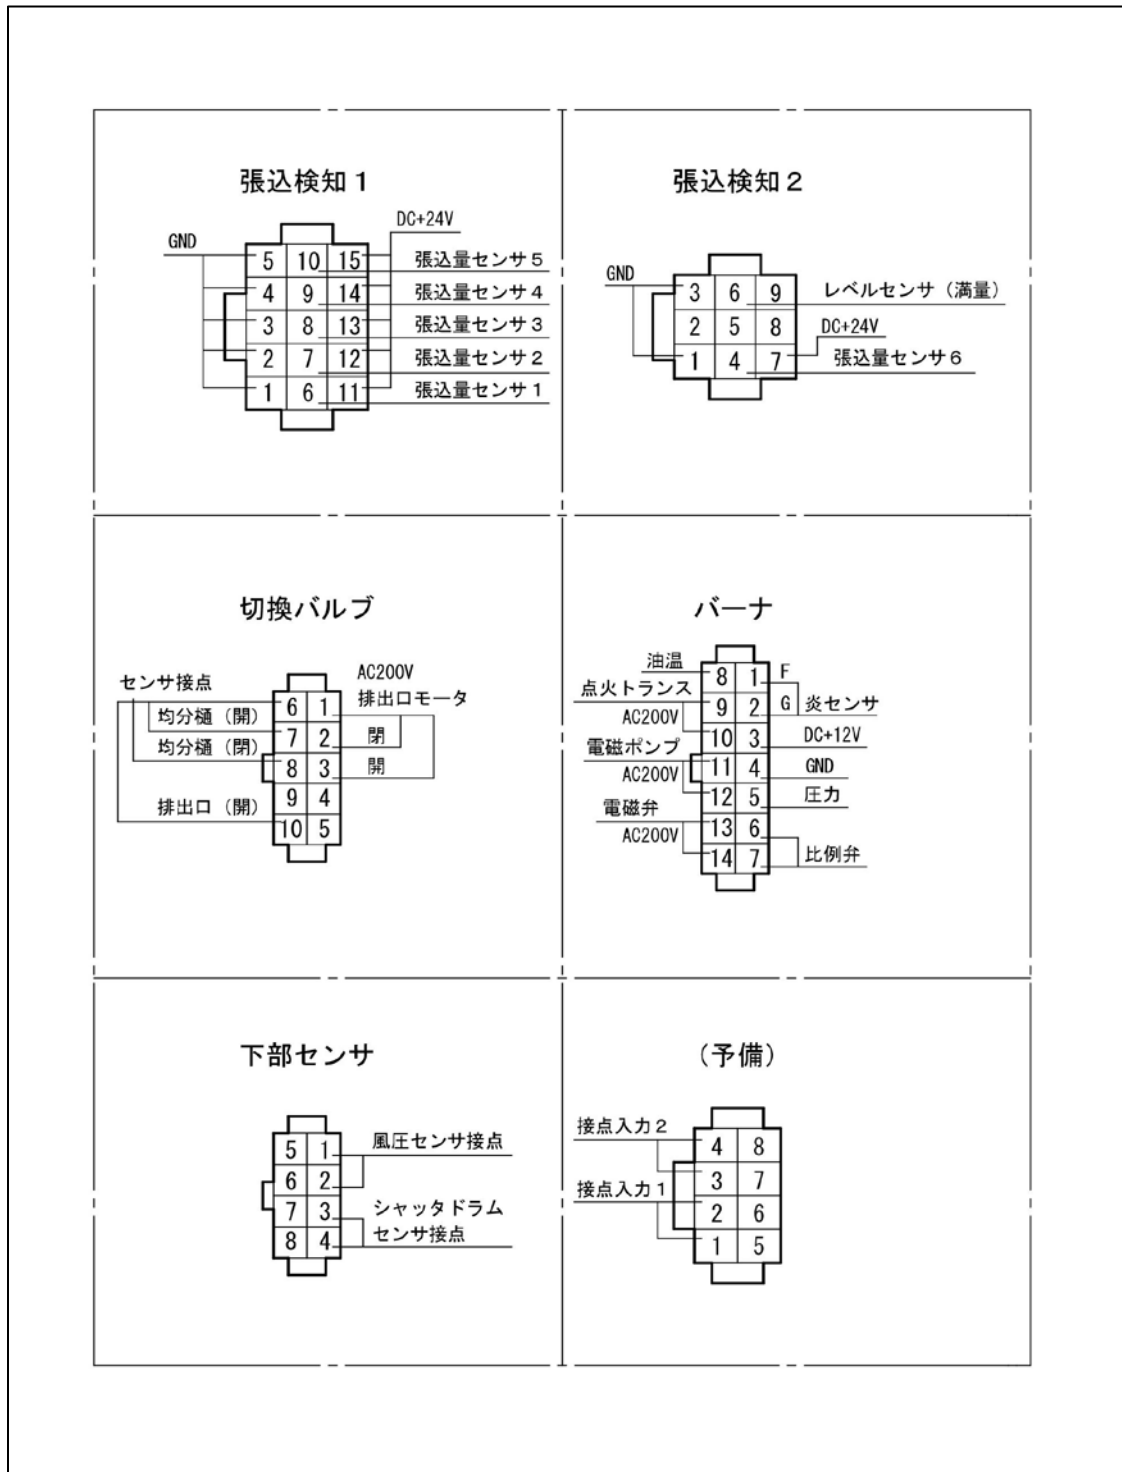 張込検知１
DC+24V
GND
5 10 15 張込量センサ５
4 9 14 張込量センサ４
3 8 13 張込量センサ３
2 7 12 張込量センサ２
1 6 11 張込量センサ１
張込検知２
GND
3 6 9 レベルセンサ（満量）
2 5 8 DC+24V
1 4 7 張込量センサ６
切換バルブ
センサ接点
AC200V
排出口モータ
6 1
均分樋（開）
7 2 閉
均分樋（閉）
8 3 開
9 4
排出口（開）
10 5
バーナ
油温
8 1 F
点火トランス
9 2 G 炎センサ
AC200V
10 3 DC+12V
電磁ポンプ
11 4 GND
AC200V
12 5 圧力
電磁弁
13 6
AC200V
14 7 比例弁
下部センサ
5 1 風圧センサ接点
6 2
7 3 シャッタドラム
8 4 センサ接点
（予備）
接点入力２
4 8
3 7
接点入力１
2 6
1 5